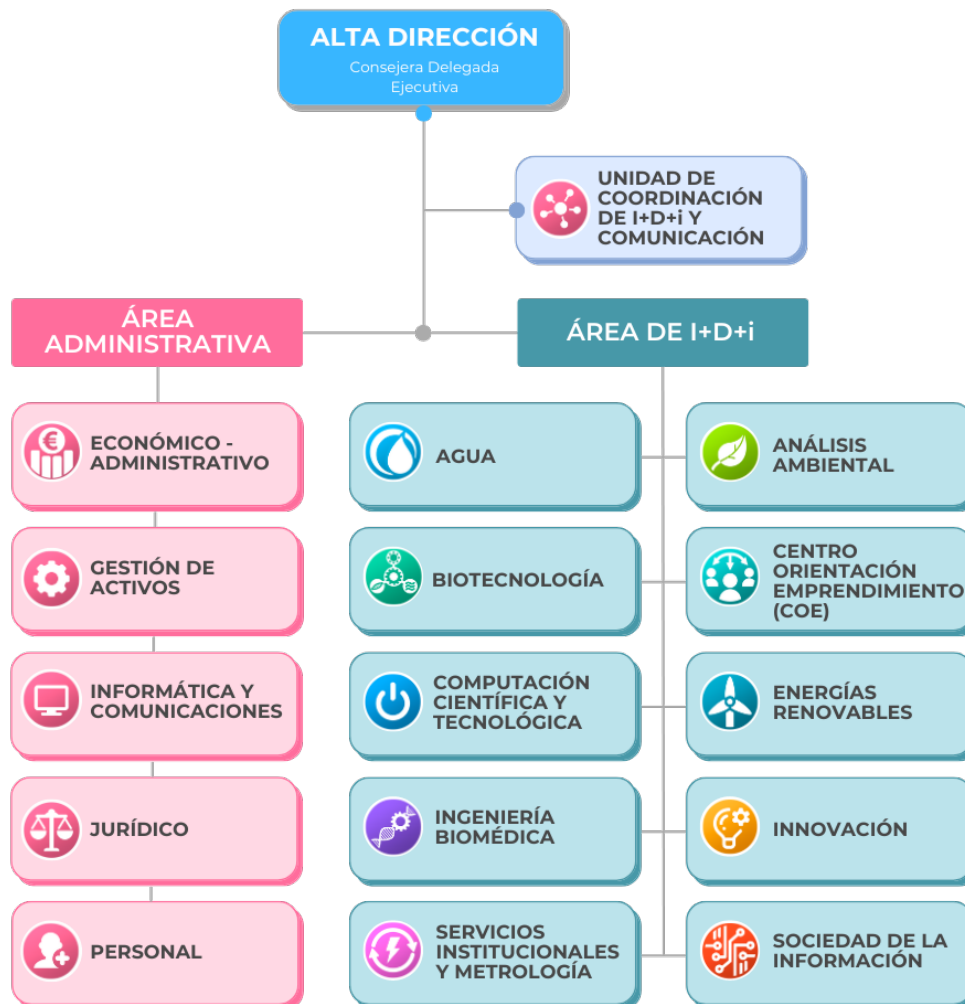 ALTA DIRECCIÓN
Consejera Delegada
Ejecutiva
UNIDAD DE
COORDINACIÓN
DE I+D+i Y
COMUNICACIÓN
ÁREA
ADMINISTRATIVA
ÁREA DE I+D+i
ECONÓMICO -
ADMINISTRATIVO
GESTIÓN DE
ACTIVOS
INFORMÁTICA Y
COMUNICACIONES
JURÍDICO
PERSONAL
AGUA
BIOTECNOLOGÍA
COMPUTACIÓN
CIENTÍFICA Y
TECNOLÓGICA
INGENIERÍA
BIOMÉDICA
SERVICIOS
INSTITUCIONALES
Y METROLOGÍA
ANÁLISIS
AMBIENTAL
CENTRO
ORIENTACIÓN
EMPRENDIMIENTO
(COE)
ENERGÍAS
RENOVABLES
INNOVACIÓN
SOCIEDAD DE LA
INFORMACIÓN